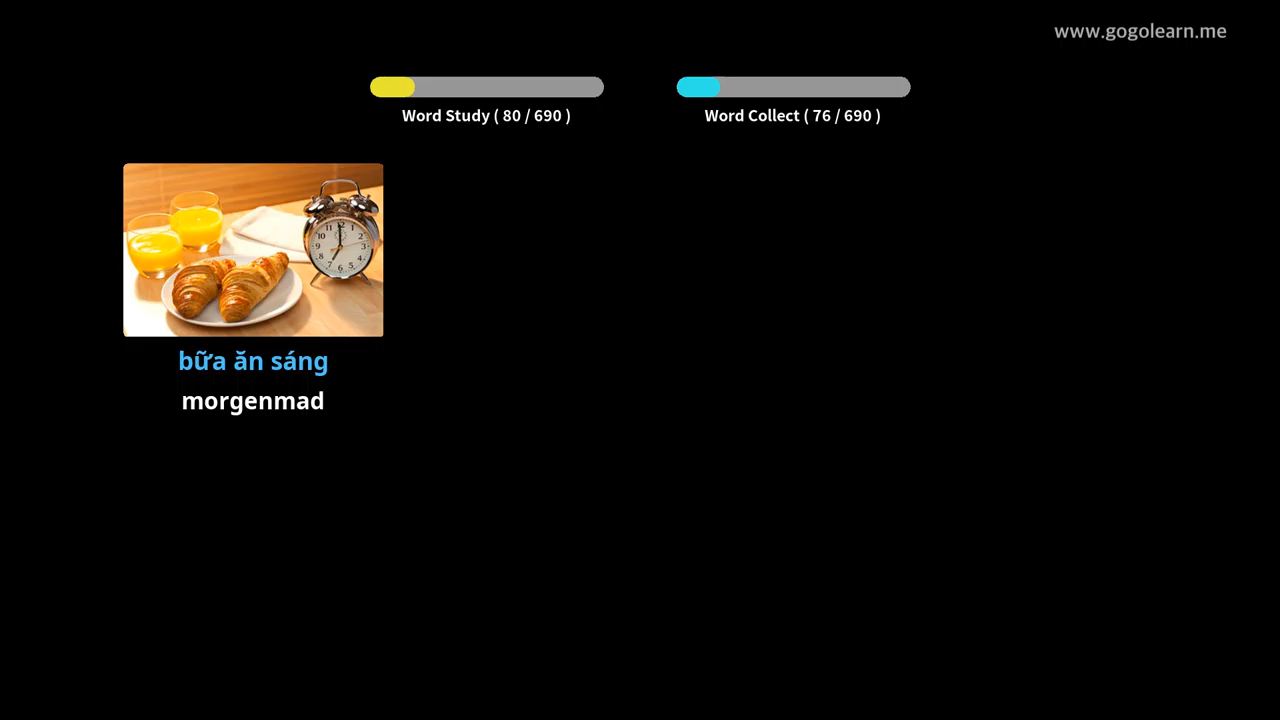 www.gogolearn.me
Word Study ( 80 / 690 )
Word Collect ( 76 / 690 )
bữa ăn sáng
morgenmad